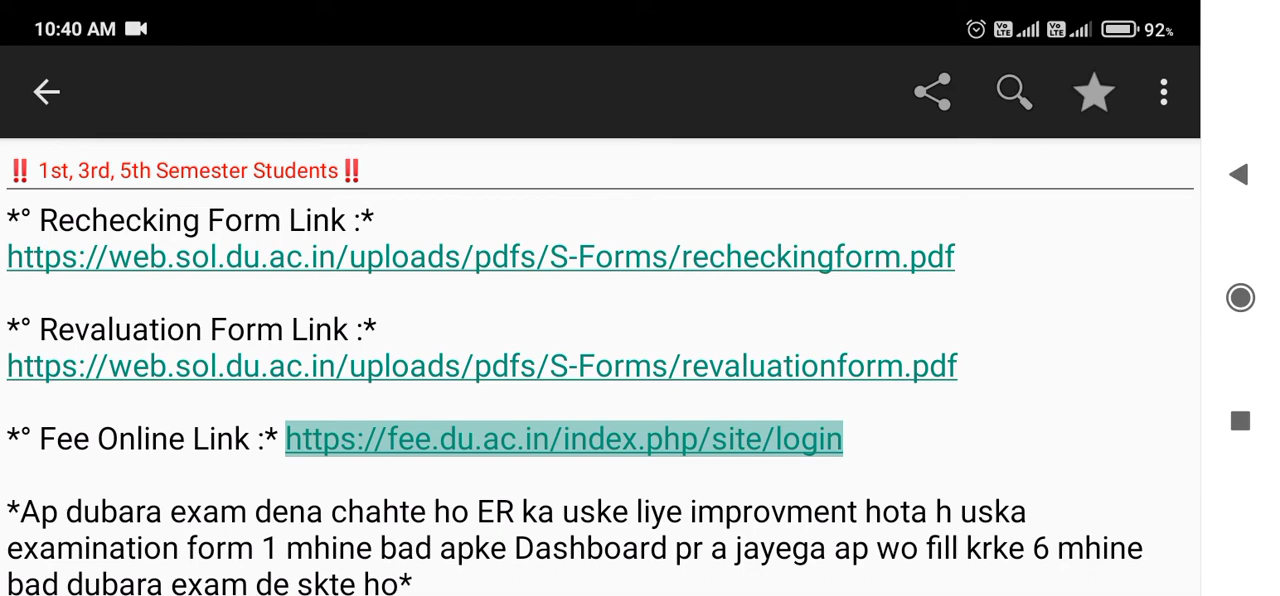 10:40 AM 92%
‼ 1st, 3rd, 5th Semester Students‼
*° Rechecking Form Link :*
https://web.sol.du.ac.in/uploads/pdfs/S-Forms/recheckingform.pdf
*° Revaluation Form Link :*
https://web.sol.du.ac.in/uploads/pdfs/S-Forms/revaluationform.pdf
*° Fee Online Link :* https://fee.du.ac.in/index.php/site/login
*Ap dubara exam dena chahte ho ER ka uske liye improvment hota h uska
examination form 1 mhine bad apke Dashboard pr a jayega ap wo fill krke 6 mhine
bad dubara exam de skte ho*